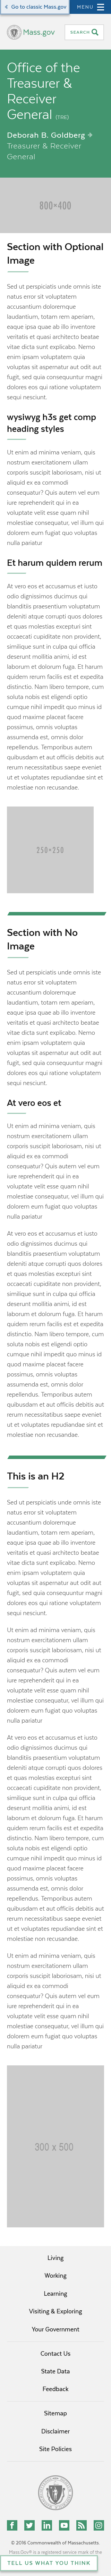 Go to classic Mass.gov
MENU
Mass.gov
SEARCH
Office of the
Treasurer &
Receiver
General (TRE)
Deborah B. Goldberg
Treasurer & Receiver
General
800×400
Section with Optional
Image
Sed ut perspiciatis unde omnis iste
natus error sit voluptatem
accusantium doloremque
laudantium, totam rem aperiam,
eaque ipsa quae ab illo inventore
veritatis et quasi architecto beatae
vitae dicta sunt explicabo. Nemo
enim ipsam voluptatem quia
voluptas sit aspernatur aut odit aut
fugit, sed quia consequuntur magni
dolores eos qui ratione voluptatem
sequi nesciunt.
wysiwyg h3s get comp
heading styles
Ut enim ad minima veniam, quis
nostrum exercitationem ullam
corporis suscipit laboriosam, nisi ut
aliquid ex ea commodi
consequatur? Quis autem vel eum
iure reprehenderit qui in ea
voluptate velit esse quam nihil
molestiae consequatur, vel illum qui
dolorem eum fugiat quo voluptas
nulla pariatur
Et harum quidem rerum
At vero eos et accusamus et iusto
odio dignissimos ducimus qui
blanditiis praesentium voluptatum
deleniti atque corrupti quos dolores
et quas molestias excepturi sint
occaecati cupiditate non provident,
similique sunt in culpa qui officia
deserunt mollitia animi, id est
laborum et dolorum fuga. Et harum
quidem rerum facilis est et expedita
distinctio. Nam libero tempore, cum
soluta nobis est eligendi optio
cumque nihil impedit quo minus id
quod maxime placeat facere
possimus, omnis voluptas
assumenda est, omnis dolor
repellendus. Temporibus autem
quibusdam et aut officiis debitis aut
rerum necessitatibus saepe eveniet
ut et voluptates repudiandae sint et
molestiae non recusandae.
250×250
Section with No
Image
Sed ut perspiciatis unde omnis iste
natus error sit voluptatem
accusantium doloremque
laudantium, totam rem aperiam,
eaque ipsa quae ab illo inventore
veritatis et quasi architecto beatae
vitae dicta sunt explicabo. Nemo
enim ipsam voluptatem quia
voluptas sit aspernatur aut odit aut
fugit, sed quia consequuntur magni
dolores eos qui ratione voluptatem
sequi nesciunt.
At vero eos et
Ut enim ad minima veniam, quis
nostrum exercitationem ullam
corporis suscipit laboriosam, nisi ut
aliquid ex ea commodi
consequatur? Quis autem vel eum
iure reprehenderit qui in ea
voluptate velit esse quam nihil
molestiae consequatur, vel illum qui
dolorem eum fugiat quo voluptas
nulla pariatur
At vero eos et accusamus et iusto
odio dignissimos ducimus qui
blanditiis praesentium voluptatum
deleniti atque corrupti quos dolores
et quas molestias excepturi sint
occaecati cupiditate non provident,
similique sunt in culpa qui officia
deserunt mollitia animi, id est
laborum et dolorum fuga. Et harum
quidem rerum facilis est et expedita
distinctio. Nam libero tempore, cum
soluta nobis est eligendi optio
cumque nihil impedit quo minus id
quod maxime placeat facere
possimus, omnis voluptas
assumenda est, omnis dolor
repellendus. Temporibus autem
quibusdam et aut officiis debitis aut
rerum necessitatibus saepe eveniet
ut et voluptates repudiandae sint et
molestiae non recusandae.
This is an H2
Sed ut perspiciatis unde omnis iste
natus error sit voluptatem
accusantium doloremque
laudantium, totam rem aperiam,
eaque ipsa quae ab illo inventore
veritatis et quasi architecto beatae
vitae dicta sunt explicabo. Nemo
enim ipsam voluptatem quia
voluptas sit aspernatur aut odit aut
fugit, sed quia consequuntur magni
dolores eos qui ratione voluptatem
sequi nesciunt.
Ut enim ad minima veniam, quis
nostrum exercitationem ullam
corporis suscipit laboriosam, nisi ut
aliquid ex ea commodi
consequatur? Quis autem vel eum
iure reprehenderit qui in ea
voluptate velit esse quam nihil
molestiae consequatur, vel illum qui
dolorem eum fugiat quo voluptas
nulla pariatur
At vero eos et accusamus et iusto
odio dignissimos ducimus qui
blanditiis praesentium voluptatum
deleniti atque corrupti quos dolores
et quas molestias excepturi sint
occaecati cupiditate non provident,
similique sunt in culpa qui officia
deserunt mollitia animi, id est
laborum et dolorum fuga. Et harum
quidem rerum facilis est et expedita
distinctio. Nam libero tempore, cum
soluta nobis est eligendi optio
cumque nihil impedit quo minus id
quod maxime placeat facere
possimus, omnis voluptas
assumenda est, omnis dolor
repellendus. Temporibus autem
quibusdam et aut officiis debitis aut
rerum necessitatibus saepe eveniet
ut et voluptates repudiandae sint et
molestiae non recusandae.
Ut enim ad minima veniam, quis
nostrum exercitationem ullam
corporis suscipit laboriosam, nisi ut
aliquid ex ea commodi
consequatur? Quis autem vel eum
iure reprehenderit qui in ea
voluptate velit esse quam nihil
molestiae consequatur, vel illum qui
dolorem eum fugiat quo voluptas
nulla pariatur
300 x 500
Living
Working
Learning
Visiting & Exploring
Your Government
Contact Us
State Data
Feedback
Sitemap
Disclaimer
Site Policies
© 2016 Commonwealth of Massachusetts.
Mass.Gov® is a registered service mark of the
TELL US WHAT YOU THINK